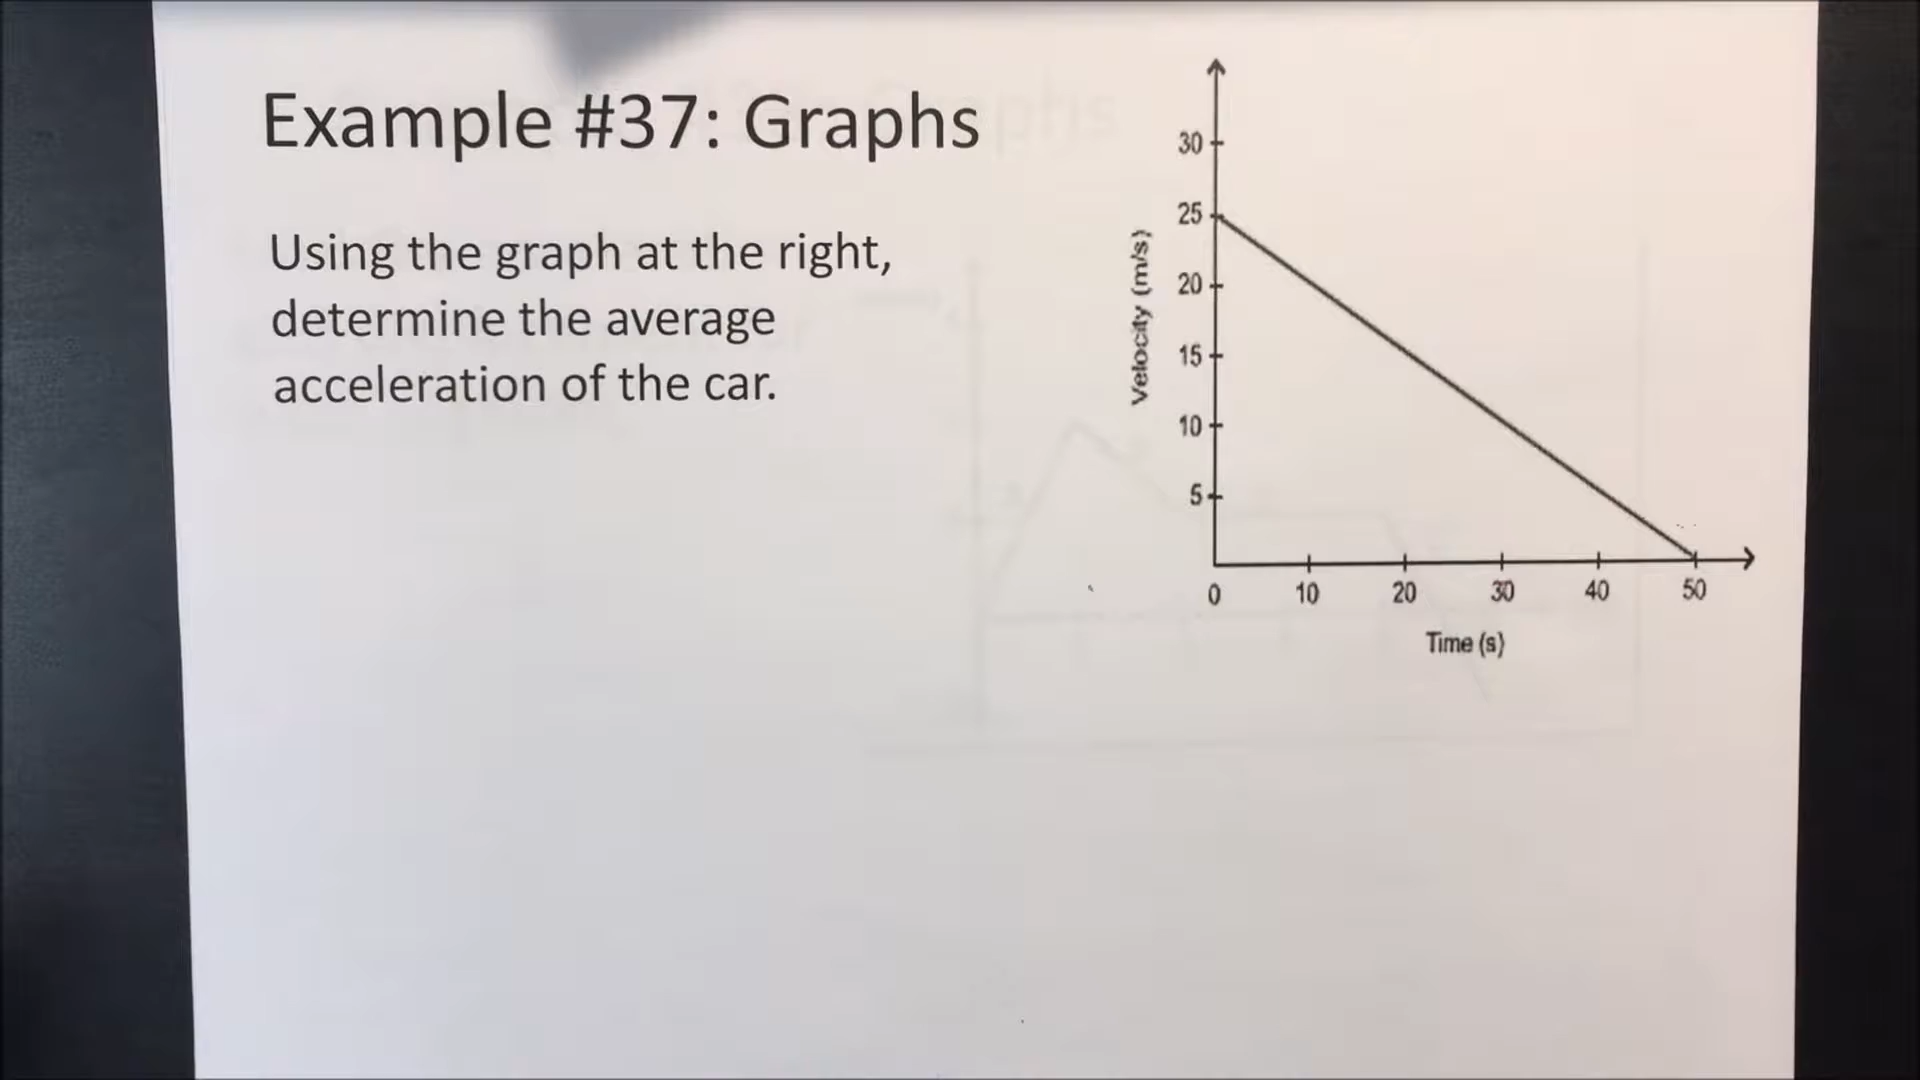 Example #37: Graphs
Using the graph at the right,
determine the average
acceleration of the car.
Velocity (m/s)
30
25
20
15
10
5
0 10 20 30 40 50
Time (s)